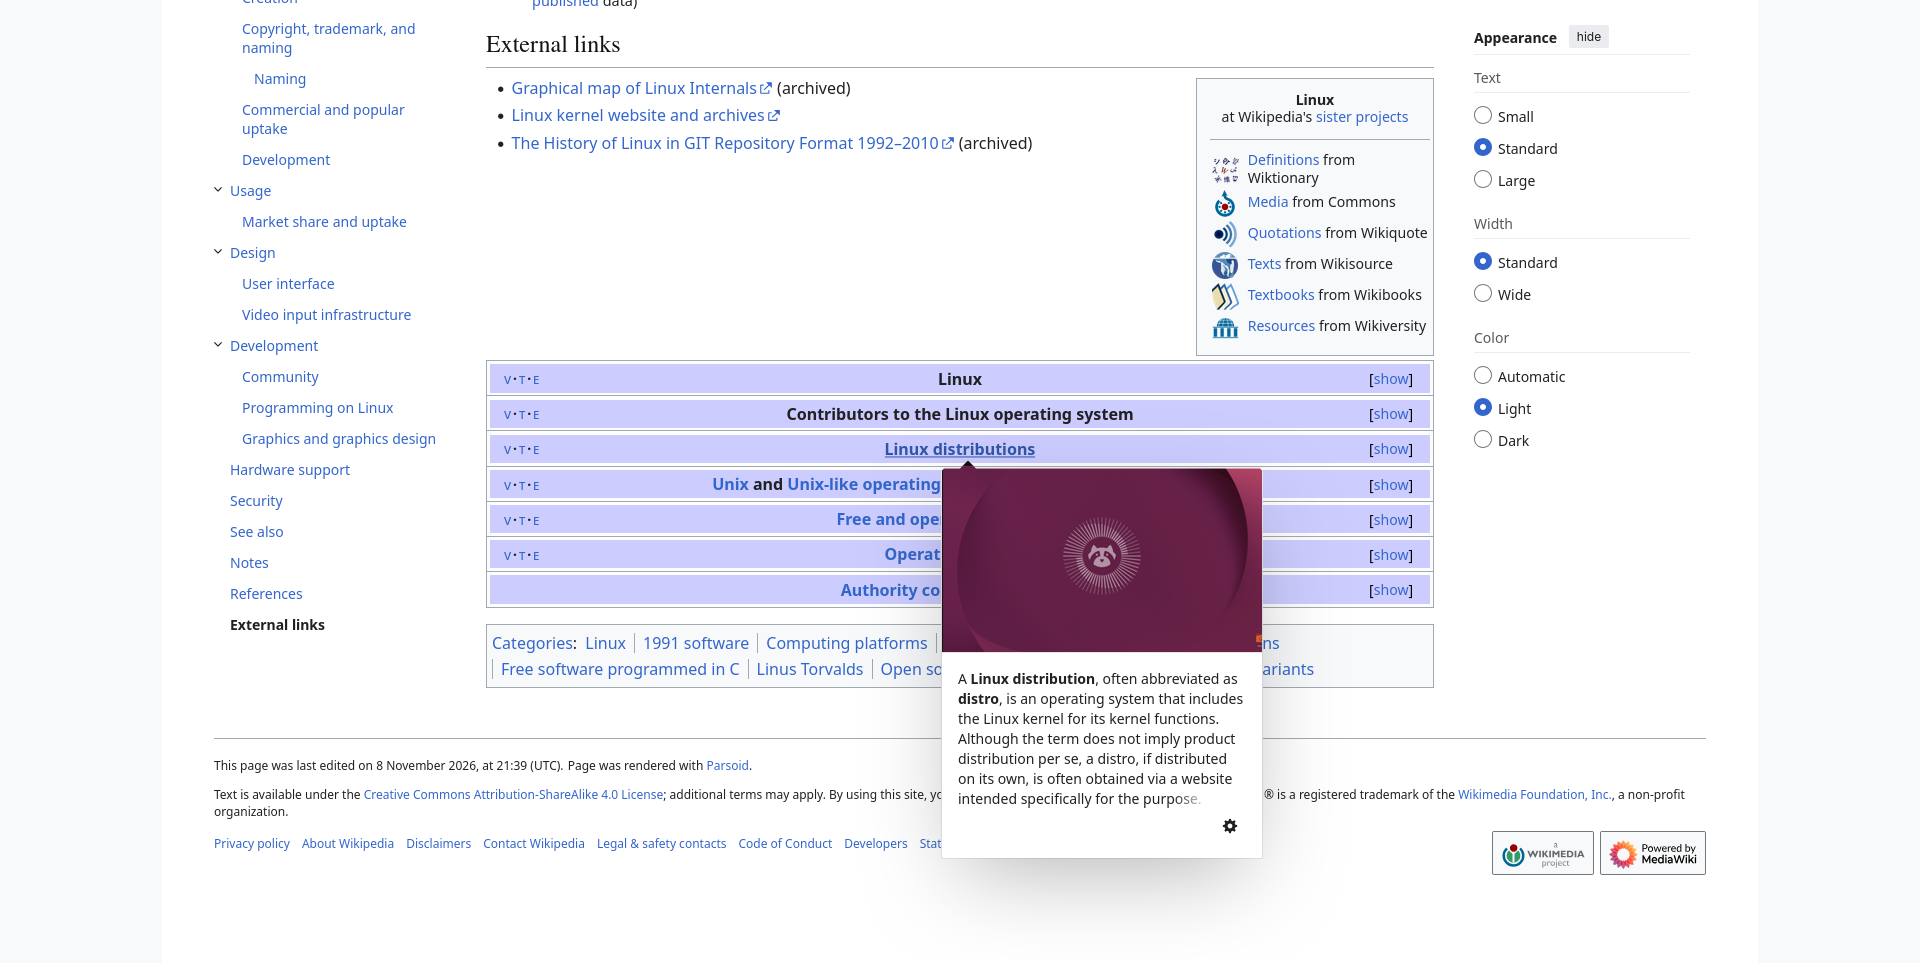 Creation
Copyright, trademark, and
naming
Naming
Commercial and popular
uptake
Development
Usage
Market share and uptake
Design
User interface
Video input infrastructure
Development
Community
Programming on Linux
Graphics and graphics design
Hardware support
Security
See also
Notes
References
External links
published data)
External links
Graphical map of Linux Internals (archived)
Linux kernel website and archives
The History of Linux in GIT Repository Format 1992–2010 (archived)
Linux
at Wikipedia's sister projects
Definitions from
Wiktionary
Media from Commons
Quotations from Wikiquote
Texts from Wikisource
Textbooks from Wikibooks
Resources from Wikiversity
V·T·E Linux [show]
V·T·E Contributors to the Linux operating system [show]
V·T·E Linux distributions [show]
V·T·E Unix and Unix-like operating [show]
V·T·E Free and ope [show]
V·T·E Operat [show]
Authority co [show]
Categories: Linux 1991 software Computing platforms ns
Free software programmed in C Linus Torvalds Open so ariants
A Linux distribution, often abbreviated as
distro, is an operating system that includes
the Linux kernel for its kernel functions.
Although the term does not imply product
distribution per se, a distro, if distributed
on its own, is often obtained via a website
intended specifically for the purpose.
This page was last edited on 8 November 2026, at 21:39 (UTC). Page was rendered with Parsoid.
Text is available under the Creative Commons Attribution-ShareAlike 4.0 License; additional terms may apply. By using this site, yo ® is a registered trademark of the Wikimedia Foundation, Inc., a non-profit
organization.
Privacy policy About Wikipedia Disclaimers Contact Wikipedia Legal & safety contacts Code of Conduct Developers Stat
a
WIKIMEDIA
project
Powered by
MediaWiki
Appearance hide
Text
Small
Standard
Large
Width
Standard
Wide
Color
Automatic
Light
Dark